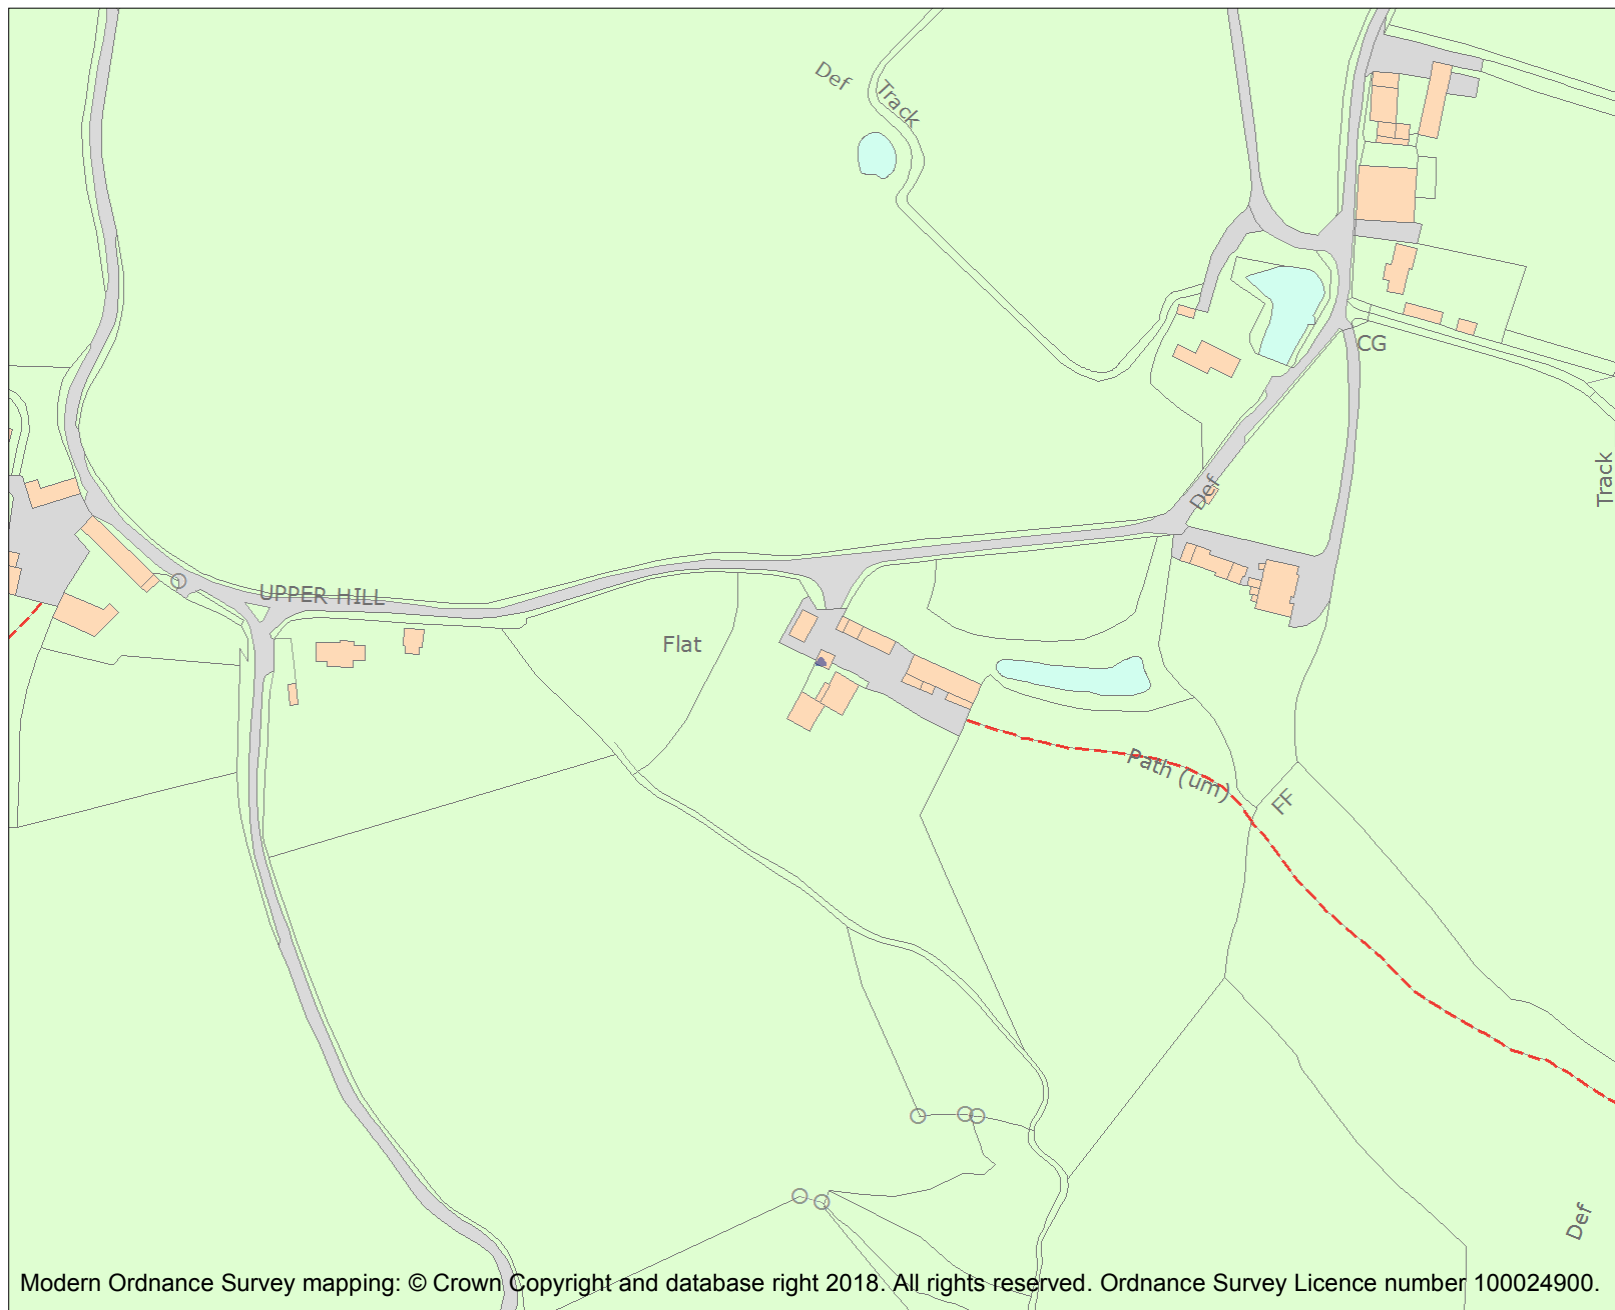 Def
Track
CG
Track
Def
UPPER HILL
Flat
Path (um)
FF
Def
Modern Ordnance Survey mapping: © Crown Copyright and database right 2018. All rights reserved. Ordnance Survey Licence number 100024900.